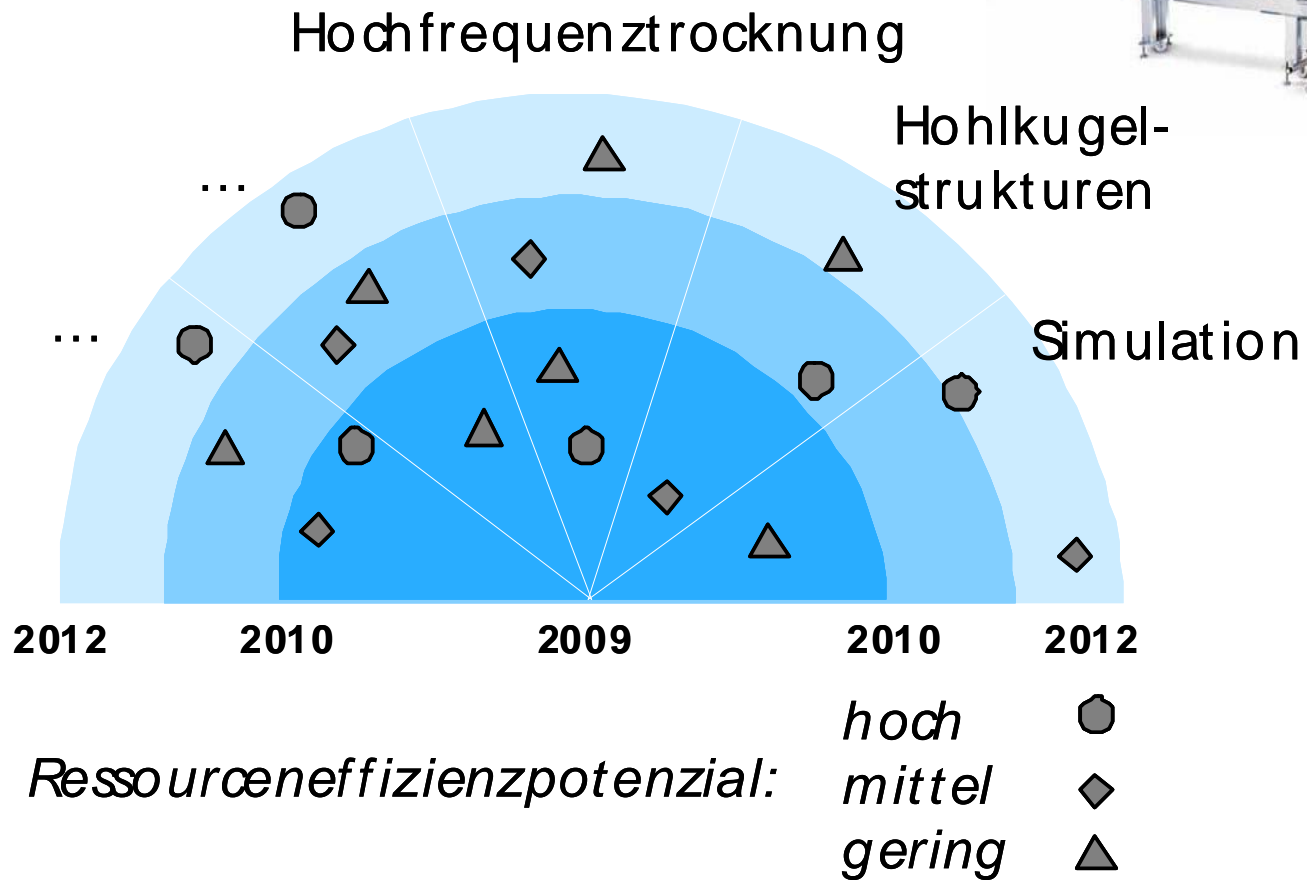 Hochfrequenztrocknung
Hohlkugel-
strukturen
...
...
Simulation
2012 2010 2009 2010 2012
Ressourceneffizienzpotenzial:
hoch
mittel
gering